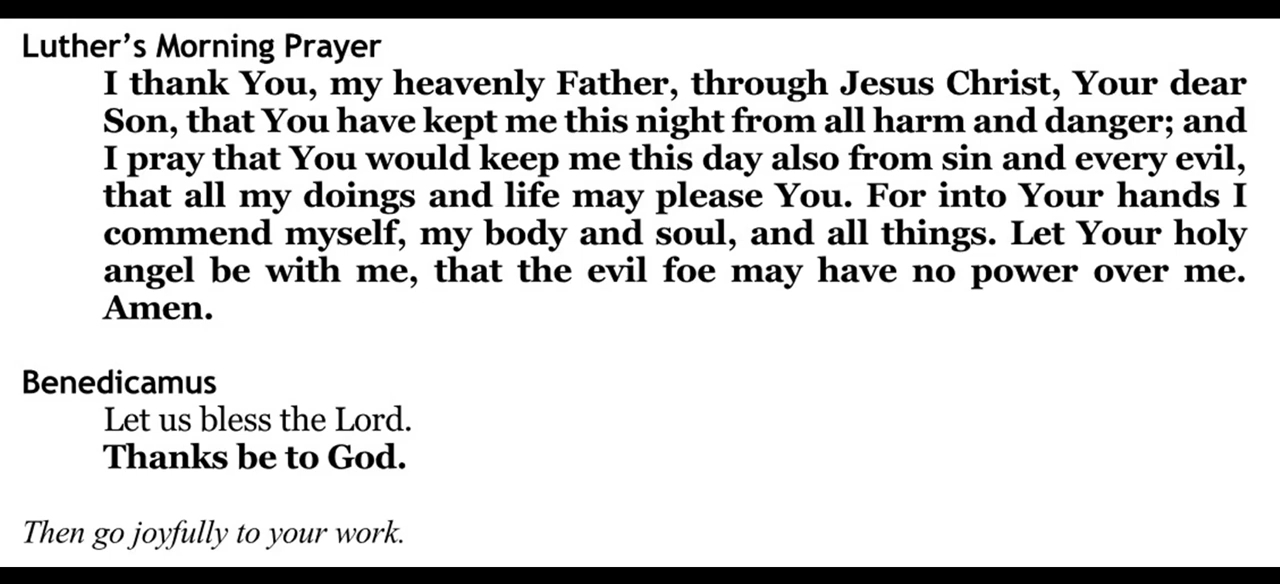 Luther’s Morning Prayer
I thank You, my heavenly Father, through Jesus Christ, Your dear
Son, that You have kept me this night from all harm and danger; and
I pray that You would keep me this day also from sin and every evil,
that all my doings and life may please You. For into Your hands I
commend myself, my body and soul, and all things. Let Your holy
angel be with me, that the evil foe may have no power over me.
Amen.
Benedicamus
Let us bless the Lord.
Thanks be to God.
Then go joyfully to your work.